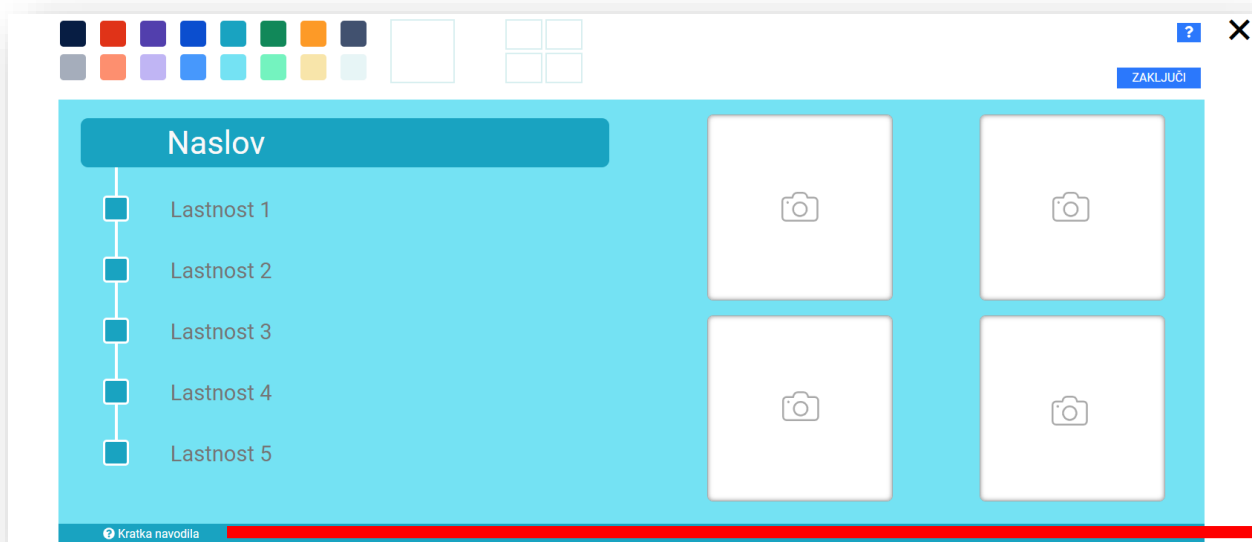 ?
ZAKLJUČI
Naslov
Lastnost 1
Lastnost 2
Lastnost 3
Lastnost 4
Lastnost 5
? Kratka navodila